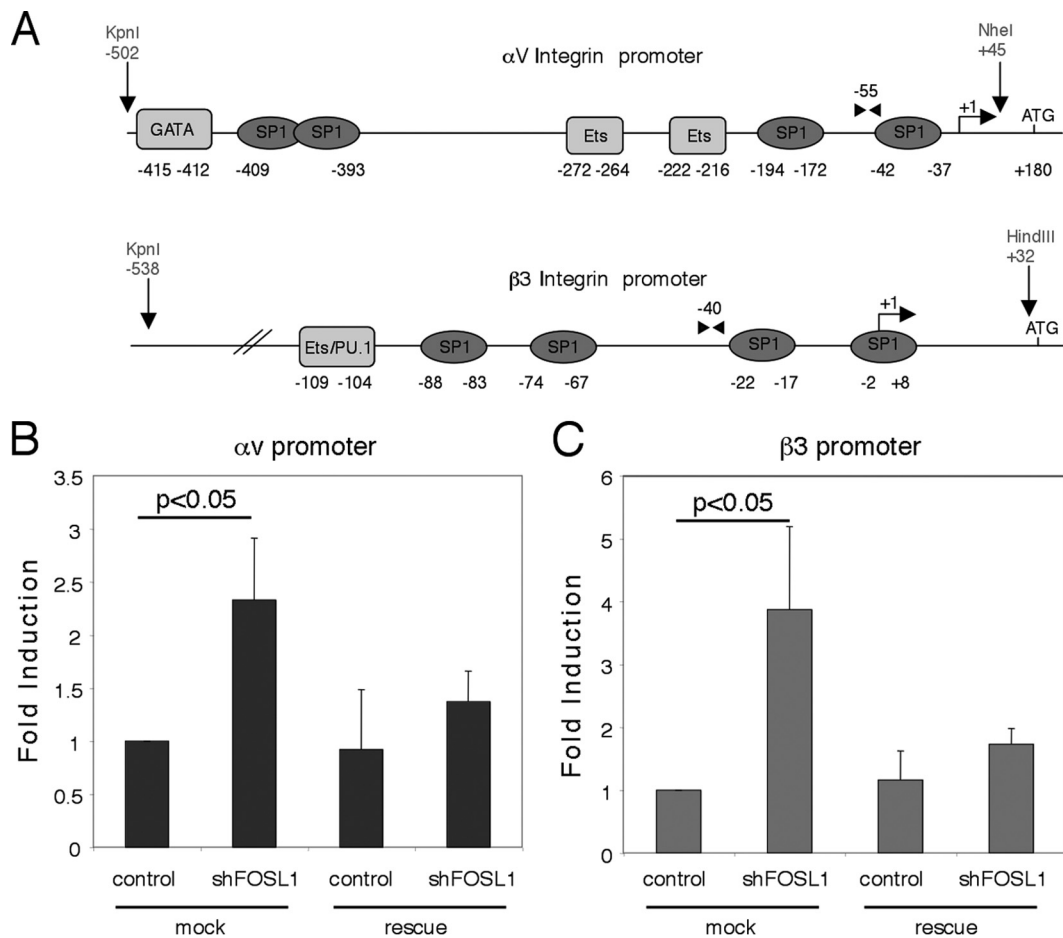 A
KpnI
-502
αV Integrin promoter
NheI
+45
-55
+1
ATG
GATA
SP1
SP1
Ets
Ets
SP1
SP1
-415 -412
-409
-393
-272 -264
-222 -216
-194 -172
-42
-37
+180
KpnI
-538
β3 Integrin promoter
HindIII
+32
-40
+1
ATG
Ets/PU.1
SP1
SP1
SP1
SP1
-109 -104
-88
-83
-74
-67
-22
-17
-2
+8
B
αv promoter
p<0.05
Fold Induction
3.5
3
2.5
2
1.5
1
0.5
0
control
shFOSL1
control
shFOSL1
mock
rescue
C
β3 promoter
p<0.05
Fold Induction
6
5
4
3
2
1
0
control
shFOSL1
control
shFOSL1
mock
rescue